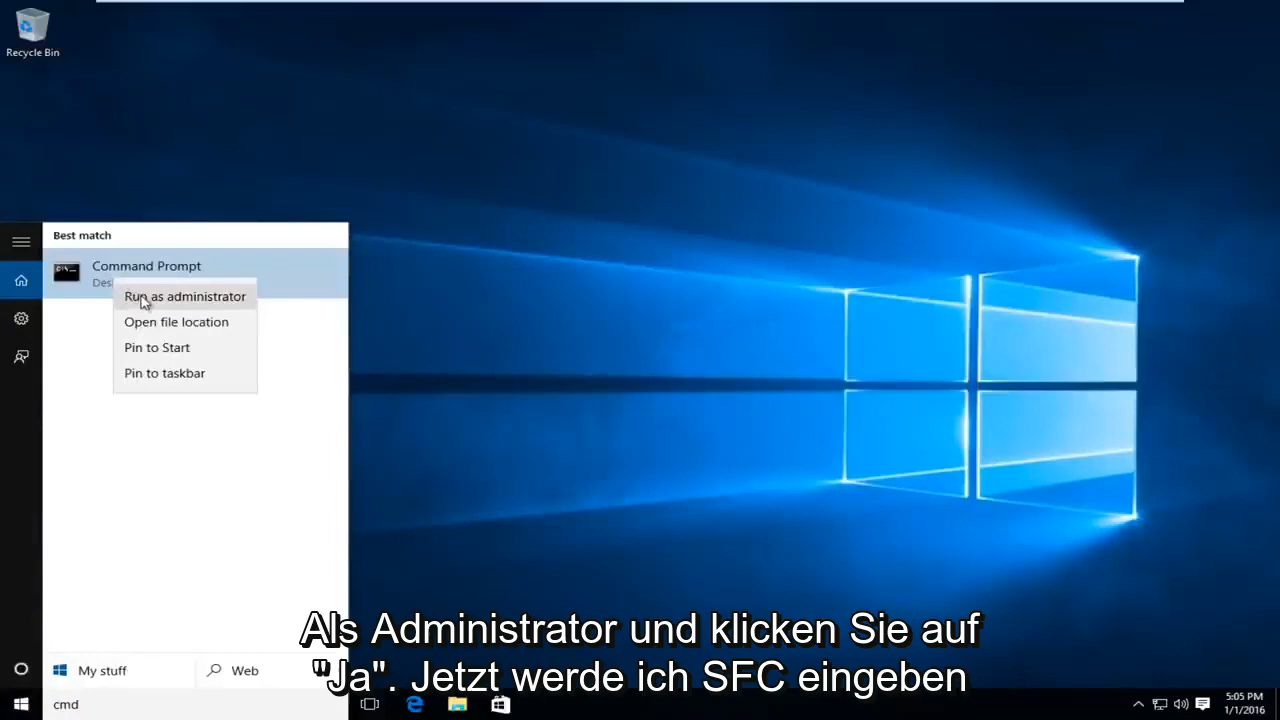 Recycle Bin
Best match
Command Prompt
Run as administrator
Open file location
Pin to Start
Pin to taskbar
My stuff
Web
cmd
Als Administrator und klicken Sie auf
"Ja". Jetzt werde ich SFC eingeben
5:05 PM
1/1/2016